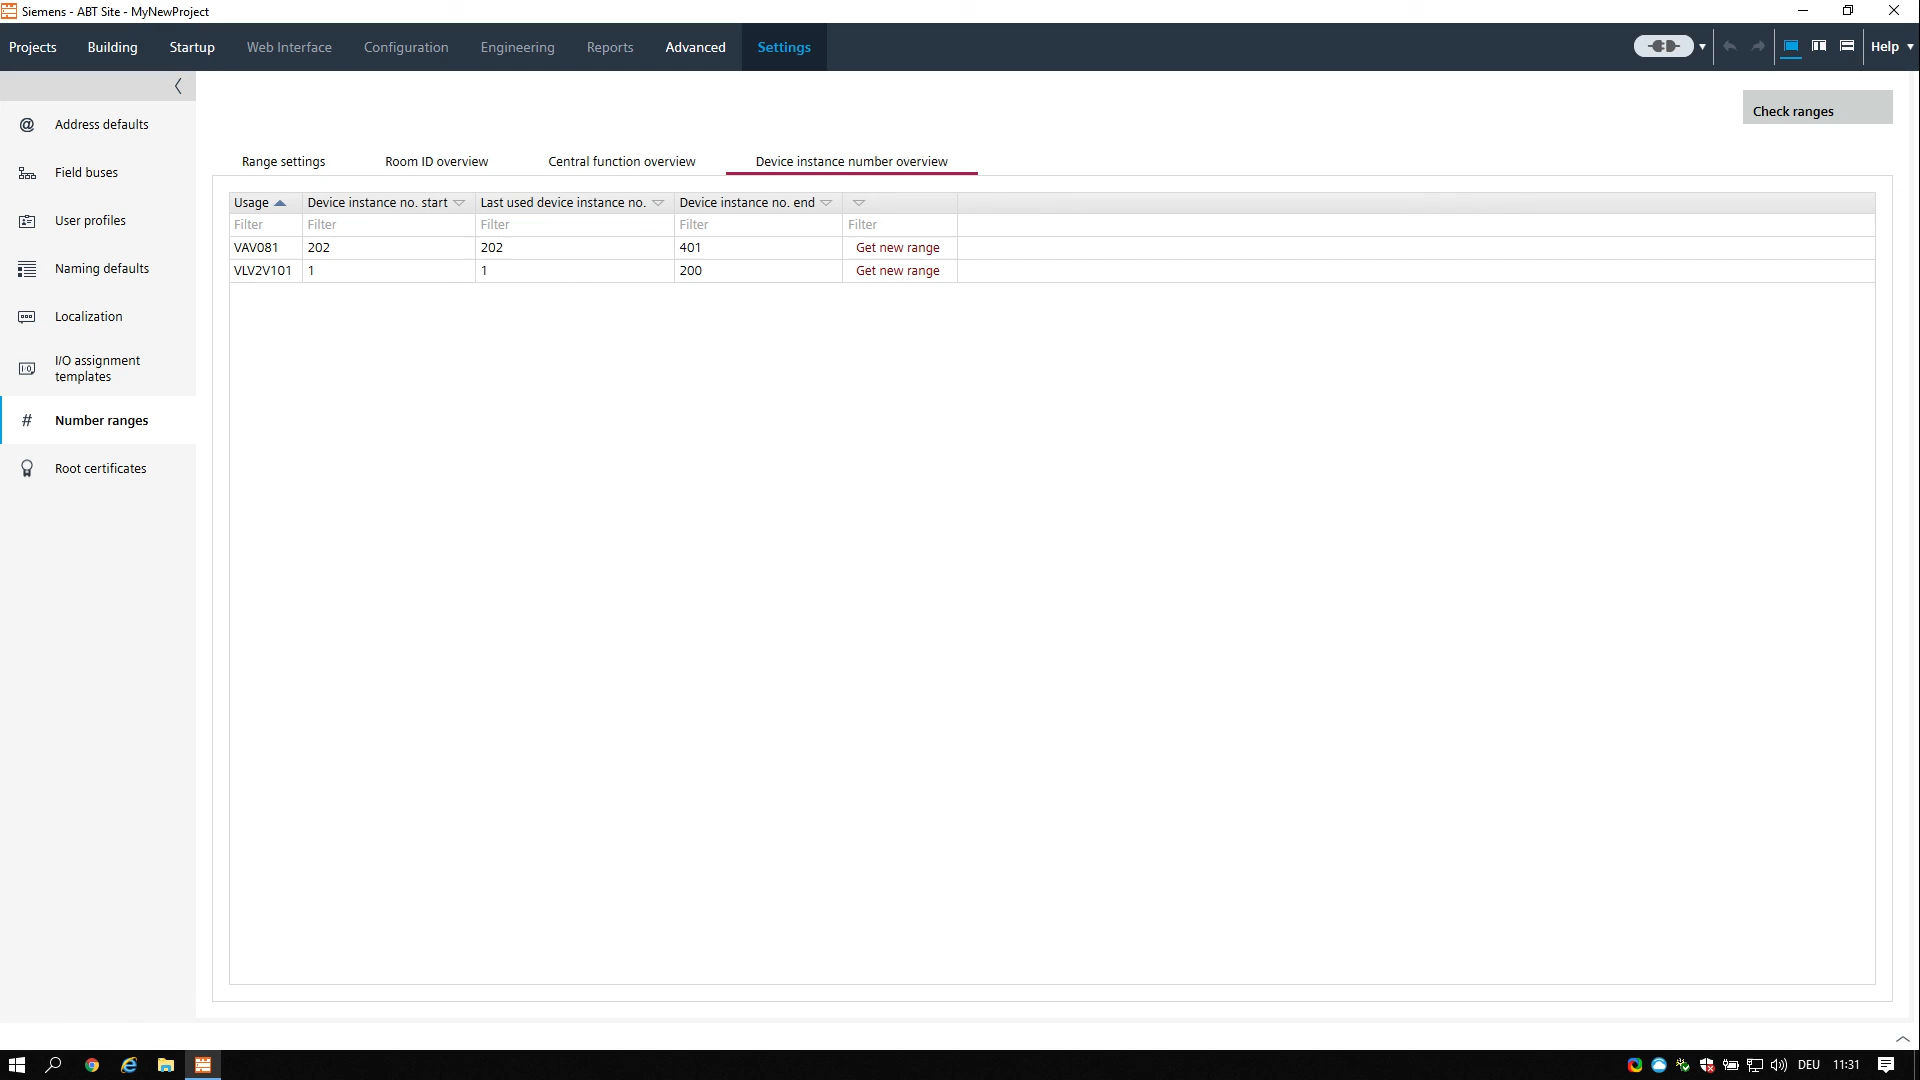 Siemens - ABT Site - MyNewProject
Projects Building Startup Web Interface Configuration Engineering Reports Advanced Settings Help
Address defaults
Field buses
User profiles
Naming defaults
Localization
I/O assignment
templates
# Number ranges
Root certificates
Check ranges
Range settings Room ID overview Central function overview Device instance number overview
Usage Device instance no. start Last used device instance no. Device instance no. end
Filter Filter Filter Filter Filter
VAV081 202 202 401 Get new range
VLV2V101 1 1 200 Get new range
DEU 11:31